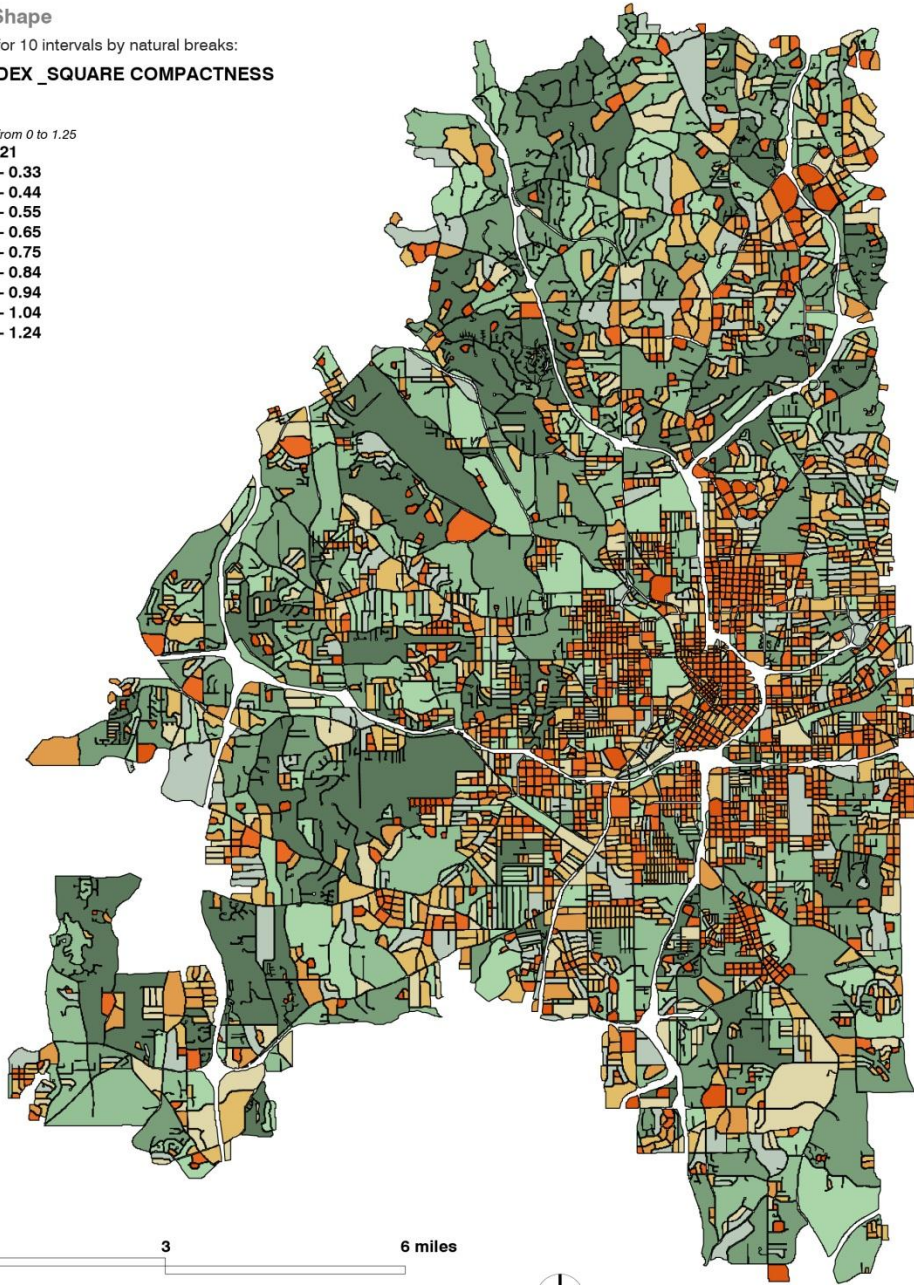 Shape
for 10 intervals by natural breaks:
DEX _SQUARE COMPACTNESS
from 0 to 1.25
21
- 0.33
- 0.44
- 0.55
- 0.65
- 0.75
- 0.84
- 0.94
- 1.04
- 1.24
3
6 miles